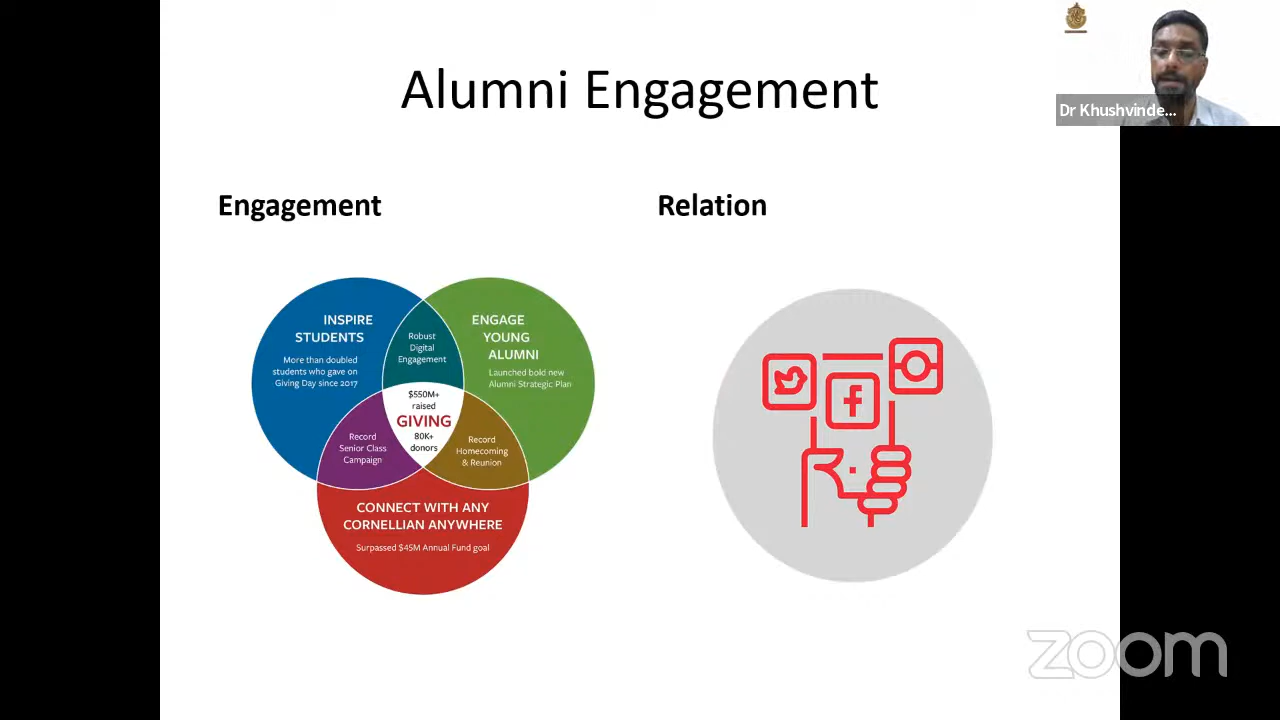 Alumni Engagement
Dr Khushvinde...
Engagement
Relation
INSPIRE
STUDENTS
More than doubled
students who gave on
Giving Day since 2017
Robust
Digital
Engagement
ENGAGE
YOUNG
ALUMNI
Launched bold new
Alumni Strategic Plan
$550M+
raised
GIVING
80K+
donors
Record
Senior Class
Campaign
Record
Homecoming
& Reunion
CONNECT WITH ANY
CORNELLIAN ANYWHERE
Surpassed $45M Annual Fund goal
zoom